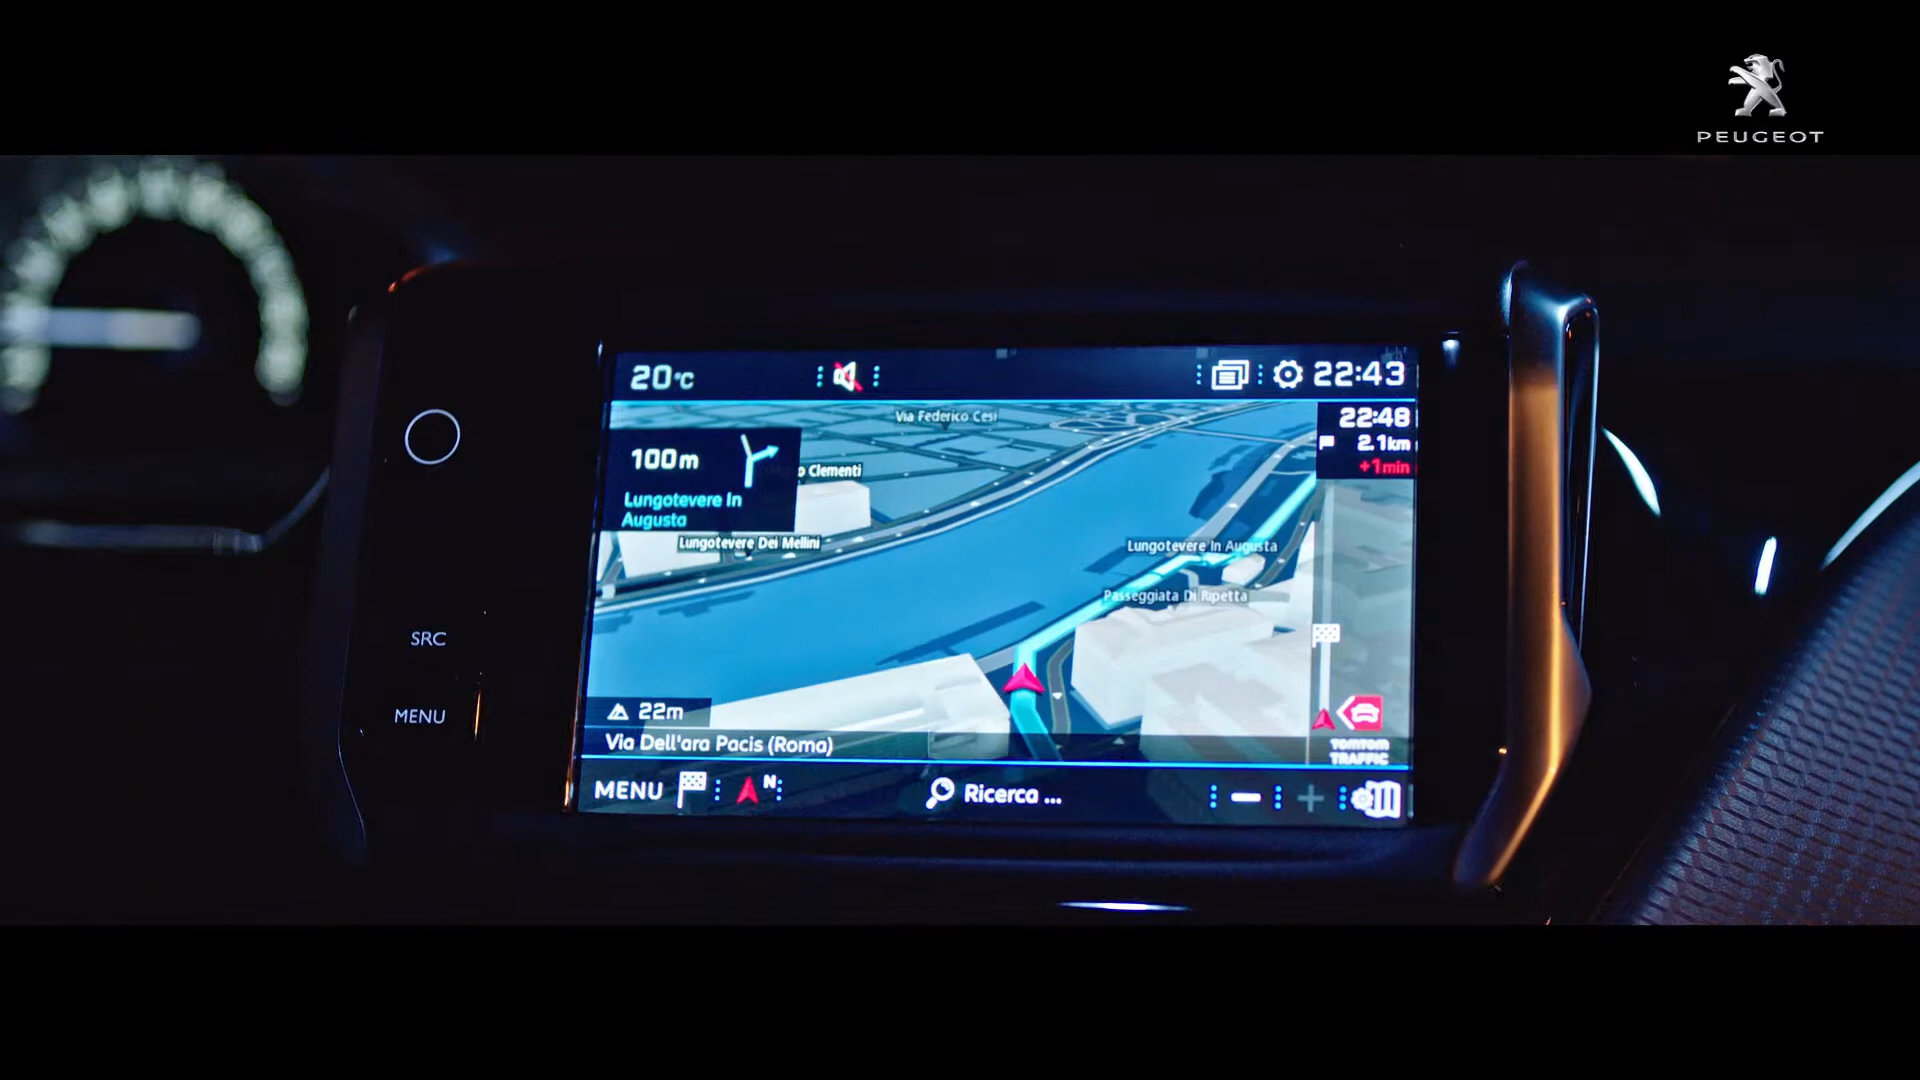 PEUGEOT
20°C
22:43
Via Federico Cesi
22:48
2.1km
+1min
100m
Clementi
Lungotevere In
Augusta
Lungotevere Dei Mellini
Lungotevere In Augusta
Passeggiata Di Ripetta
SRC
MENU
22m
Via Dell'ara Pacis (Roma)
TOMTOM
TRAFFIC
MENU
N
Ricerca ...